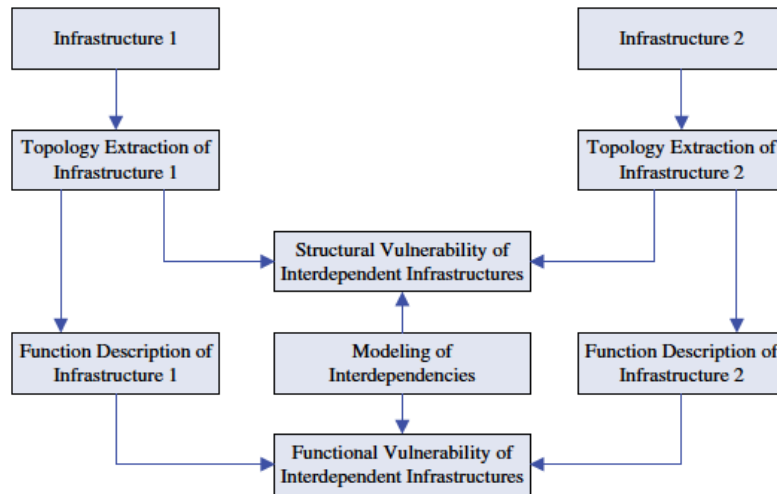 Infrastructure 1
Infrastructure 2
Topology Extraction of
Infrastructure 1
Topology Extraction of
Infrastructure 2
Structural Vulnerability of
Interdependent Infrastructures
Function Description of
Infrastructure 1
Modeling of
Interdependencies
Function Description of
Infrastructure 2
Functional Vulnerability of
Interdependent Infrastructures